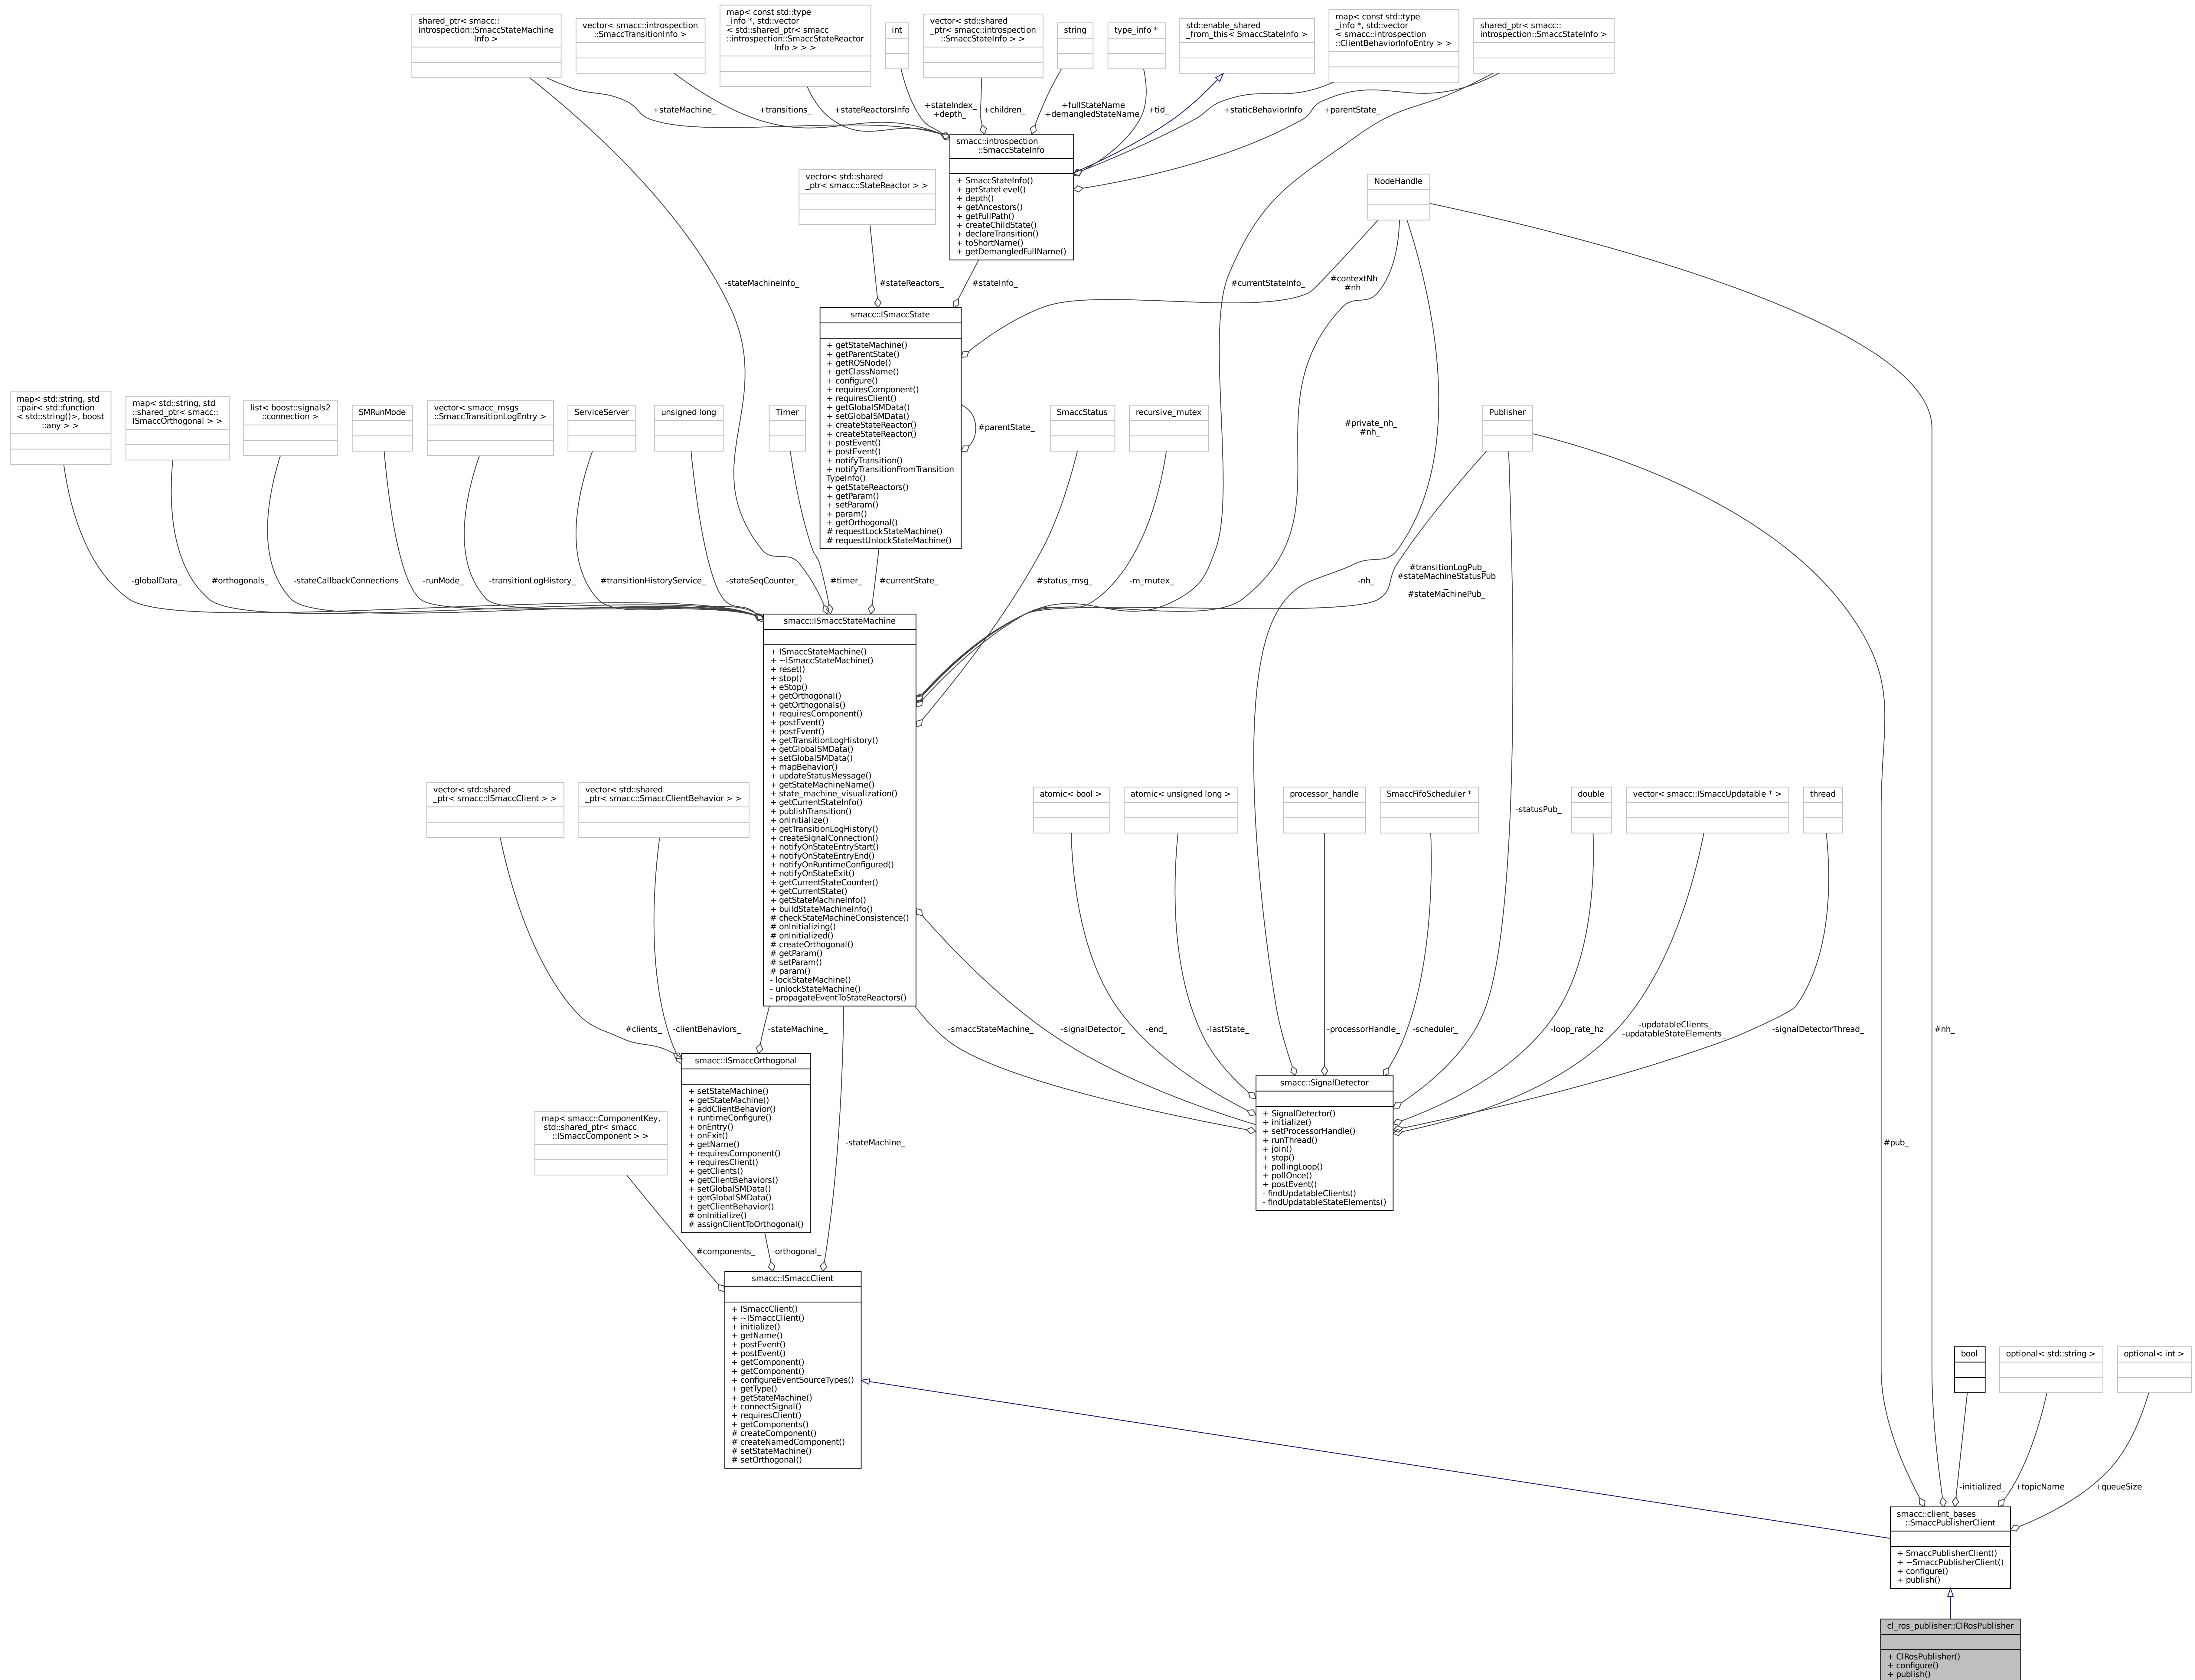 shared_ptr< smacc::
introspection::SmaccStateMachine
Info >
vector< smacc::introspection
::SmaccTransitionInfo >
map< const std::type
_info *, std::vector
< std::shared_ptr< smacc
::introspection::SmaccStateReactor
Info > > >
int
vector< std::shared
_ptr< smacc::introspection
::SmaccStateInfo > >
string
type_info *
std::enable_shared
_from_this< SmaccStateInfo >
map< const std::type
_info *, std::vector
< smacc::introspection
::ClientBehaviorInfoEntry > >
shared_ptr< smacc::
introspection::SmaccStateInfo >
+stateMachine_
+transitions_
+stateReactorsInfo
+stateIndex_
+depth_
+children_
+fullStateName
+demangledStateName
+tid_
+staticBehaviorInfo
+parentState_
smacc::introspection
::SmaccStateInfo
+ SmaccStateInfo()
+ getStateLevel()
+ depth()
+ getAncestors()
+ getFullPath()
+ createChildState()
+ declareTransition()
+ toShortName()
+ getDemangledFullName()
vector< std::shared
_ptr< smacc::StateReactor > >
NodeHandle
-stateMachineInfo_
#stateReactors_
#stateInfo_
#currentStateInfo_
#contextNh
#nh
smacc::ISmaccState
+ getStateMachine()
+ getParentState()
+ getROSNode()
+ getClassName()
+ configure()
+ requiresComponent()
+ requiresClient()
+ getGlobalSMData()
+ setGlobalSMData()
+ createStateReactor()
+ createStateReactor()
+ postEvent()
+ postEvent()
+ notifyTransition()
+ notifyTransitionFromTransition
TypeInfo()
+ getStateReactors()
+ getParam()
+ setParam()
+ param()
+ getOrthogonal()
# requestLockStateMachine()
# requestUnlockStateMachine()
#parentState_
map< std::string, std
::pair< std::function
< std::string()>, boost
::any > >
map< std::string, std
::shared_ptr< smacc::
ISmaccOrthogonal > >
list< boost::signals2
::connection >
SMRunMode
vector< smacc_msgs
::SmaccTransitionLogEntry >
ServiceServer
unsigned long
Timer
SmaccStatus
recursive_mutex
#private_nh_
#nh_
Publisher
-globalData_
#orthogonals_
-stateCallbackConnections
-runMode_
-transitionLogHistory_
#transitionHistoryService_
-stateSeqCounter_
#timer_
#currentState_
#status_msg_
-m_mutex_
-nh_
#transitionLogPub_
#stateMachineStatusPub
_
#stateMachinePub_
smacc::ISmaccStateMachine
+ ISmaccStateMachine()
+ ~ISmaccStateMachine()
+ reset()
+ stop()
+ eStop()
+ getOrthogonal()
+ getOrthogonals()
+ requiresComponent()
+ postEvent()
+ postEvent()
+ getTransitionLogHistory()
+ getGlobalSMData()
+ setGlobalSMData()
+ mapBehavior()
+ updateStatusMessage()
+ getStateMachineName()
+ state_machine_visualization()
+ getCurrentStateInfo()
+ publishTransition()
+ onInitialize()
+ getTransitionLogHistory()
+ createSignalConnection()
+ notifyOnStateEntryStart()
+ notifyOnStateEntryEnd()
+ notifyOnRuntimeConfigured()
+ notifyOnStateExit()
+ getCurrentStateCounter()
+ getCurrentState()
+ getStateMachineInfo()
+ buildStateMachineInfo()
# checkStateMachineConsistence()
# onInitializing()
# onInitialized()
# createOrthogonal()
# getParam()
# setParam()
# param()
- lockStateMachine()
- unlockStateMachine()
- propagateEventToStateReactors()
vector< std::shared
_ptr< smacc::ISmaccClient > >
vector< std::shared
_ptr< smacc::SmaccClientBehavior > >
atomic< bool >
atomic< unsigned long >
processor_handle
SmaccFifoScheduler *
-statusPub_
double
vector< smacc::ISmaccUpdatable * >
thread
#clients_
-clientBehaviors_
-stateMachine_
-smaccStateMachine_
-signalDetector_
-end_
-lastState_
-processorHandle_
-scheduler_
-loop_rate_hz
-updatableClients_
-updatableStateElements_
-signalDetectorThread_
#nh_
smacc::ISmaccOrthogonal
+ setStateMachine()
+ getStateMachine()
+ addClientBehavior()
+ runtimeConfigure()
+ onEntry()
+ onExit()
+ getName()
+ requiresComponent()
+ requiresClient()
+ getClients()
+ getClientBehaviors()
+ setGlobalSMData()
+ getGlobalSMData()
+ getClientBehavior()
# onInitialize()
# assignClientToOrthogonal()
smacc::SignalDetector
+ SignalDetector()
+ initialize()
+ setProcessorHandle()
+ runThread()
+ join()
+ stop()
+ pollingLoop()
+ pollOnce()
+ postEvent()
- findUpdatableClients()
- findUpdatableStateElements()
map< smacc::ComponentKey,
std::shared_ptr< smacc
::ISmaccComponent > >
-stateMachine_
#pub_
#components_
-orthogonal_
smacc::ISmaccClient
+ ISmaccClient()
+ ~ISmaccClient()
+ initialize()
+ getName()
+ postEvent()
+ postEvent()
+ getComponent()
+ getComponent()
+ configureEventSourceTypes()
+ getType()
+ getStateMachine()
+ connectSignal()
+ requiresClient()
+ getComponents()
# createComponent()
# createNamedComponent()
# setStateMachine()
# setOrthogonal()
bool
optional< std::string >
optional< int >
-initialized_
+topicName
+queueSize
smacc::client_bases
::SmaccPublisherClient
+ SmaccPublisherClient()
+ ~SmaccPublisherClient()
+ configure()
+ publish()
cl_ros_publisher::ClRosPublisher
+ ClRosPublisher()
+ configure()
+ publish()